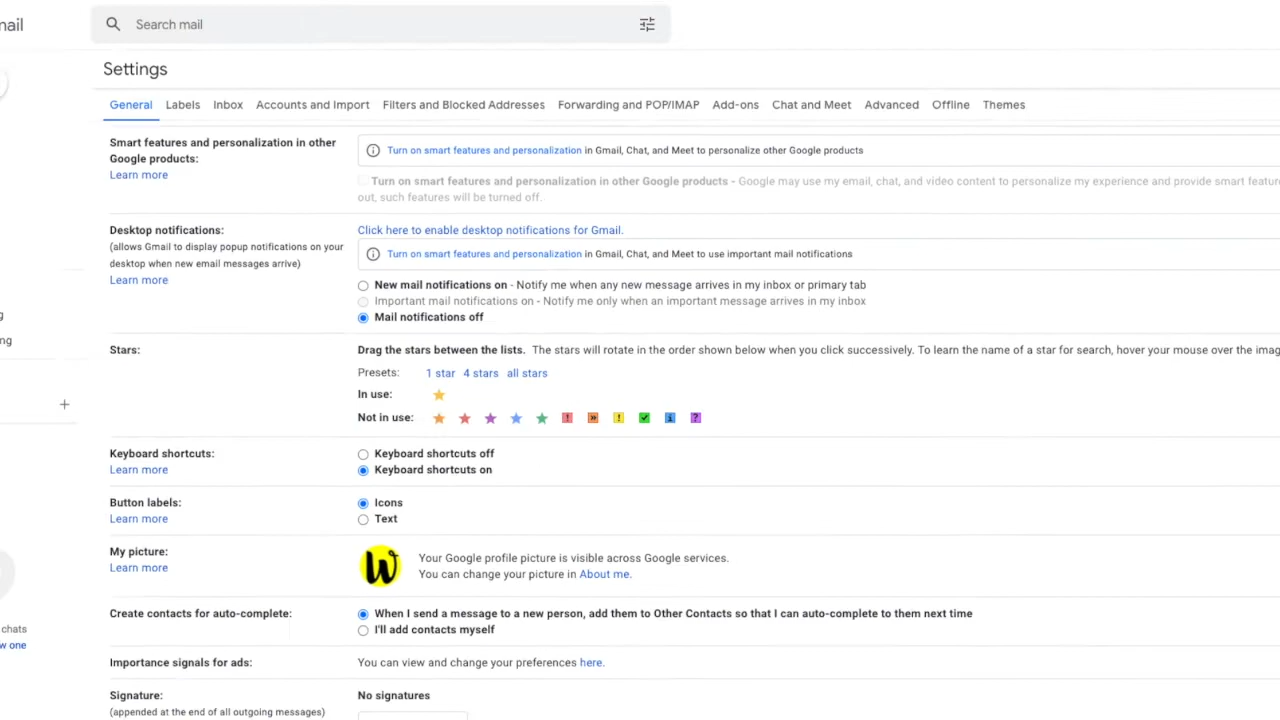 mail
Search mail
Settings
General Labels Inbox Accounts and Import Filters and Blocked Addresses Forwarding and POP/IMAP Add-ons Chat and Meet Advanced Offline Themes
Smart features and personalization in other
Google products:
Learn more
Turn on smart features and personalization in Gmail, Chat, and Meet to personalize other Google products
Turn on smart features and personalization in other Google products - Google may use my email, chat, and video content to personalize my experience and provide smart feature
out, such features will be turned off.
Desktop notifications:
(allows Gmail to display popup notifications on your
desktop when new email messages arrive)
Learn more
Click here to enable desktop notifications for Gmail.
Turn on smart features and personalization in Gmail, Chat, and Meet to use important mail notifications
New mail notifications on - Notify me when any new message arrives in my inbox or primary tab
Important mail notifications on - Notify me only when an important message arrives in my inbox
Mail notifications off
g
ng
Stars:
Drag the stars between the lists. The stars will rotate in the order shown below when you click successively. To learn the name of a star for search, hover your mouse over the imag
Presets: 1 star 4 stars all stars
In use:
Not in use:
Keyboard shortcuts:
Learn more
Keyboard shortcuts off
Keyboard shortcuts on
Button labels:
Learn more
Icons
Text
My picture:
Learn more
W
Your Google profile picture is visible across Google services.
You can change your picture in About me.
Create contacts for auto-complete:
When I send a message to a new person, add them to Other Contacts so that I can auto-complete to them next time
I'll add contacts myself
chats
w one
Importance signals for ads:
You can view and change your preferences here.
Signature:
(appended at the end of all outgoing messages)
No signatures